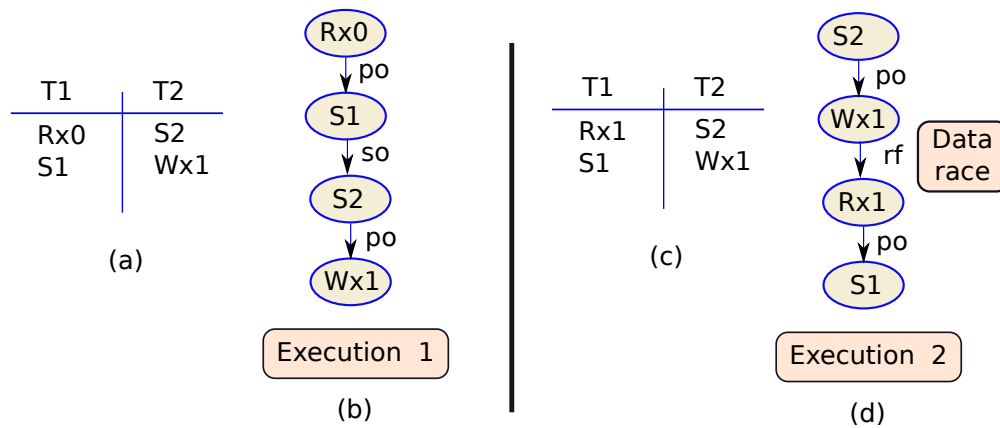 T1 T2
Rx0 S2
S1 Wx1
(a)
Rx0
po
S1
so
S2
po
Wx1
Execution 1
(b)
T1 T2
Rx1 S2
S1 Wx1
(c)
S2
po
Wx1
rf
Data
race
Rx1
po
S1
Execution 2
(d)